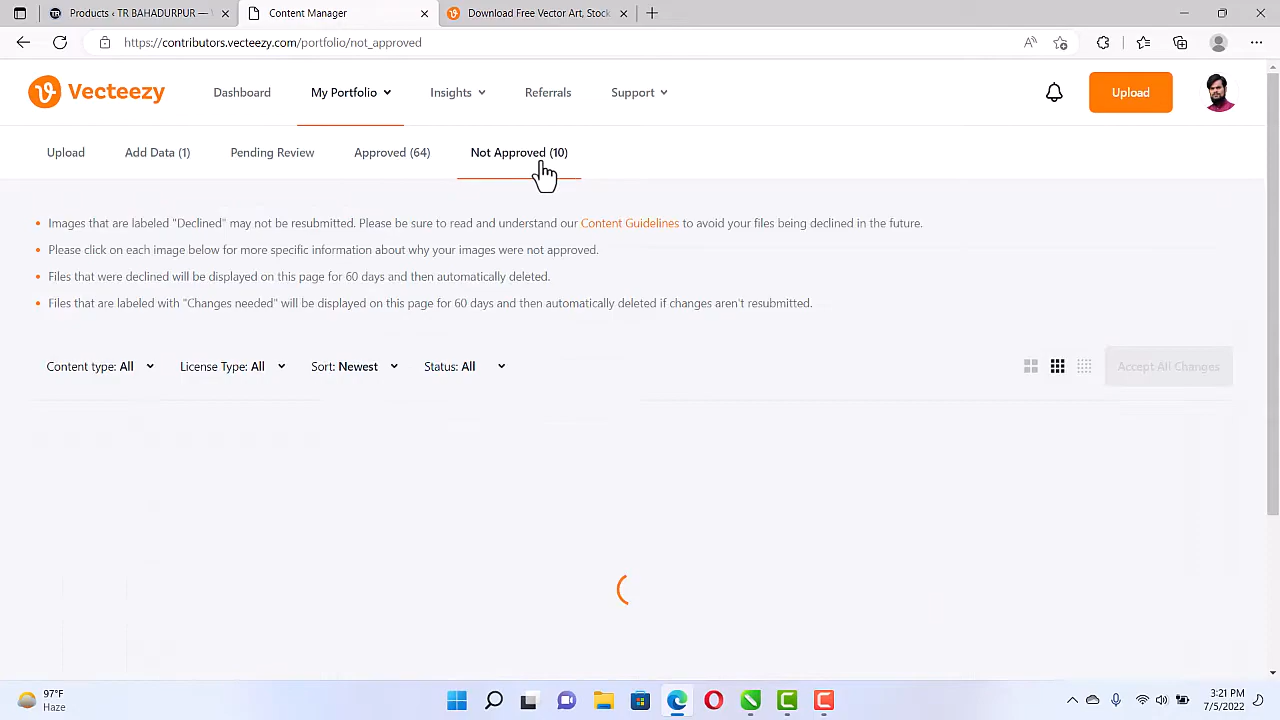 Products ‹ TR BAHADURPUR — W
Content Manager
Download Free Vector Art, Stock
https://contributors.vecteezy.com/portfolio/not_approved
Vecteezy
Dashboard
My Portfolio
Insights
Referrals
Support
Upload
Upload
Add Data (1)
Pending Review
Approved (64)
Not Approved (10)
Images that are labeled "Declined" may not be resubmitted. Please be sure to read and understand our Content Guidelines to avoid your files being declined in the future.
Please click on each image below for more specific information about why your images were not approved.
Files that were declined will be displayed on this page for 60 days and then automatically deleted.
Files that are labeled with "Changes needed" will be displayed on this page for 60 days and then automatically deleted if changes aren't resubmitted.
Content type: All
License Type: All
Sort: Newest
Status: All
Accept All Changes
97°F
Haze
3:21 PM
7/5/2022